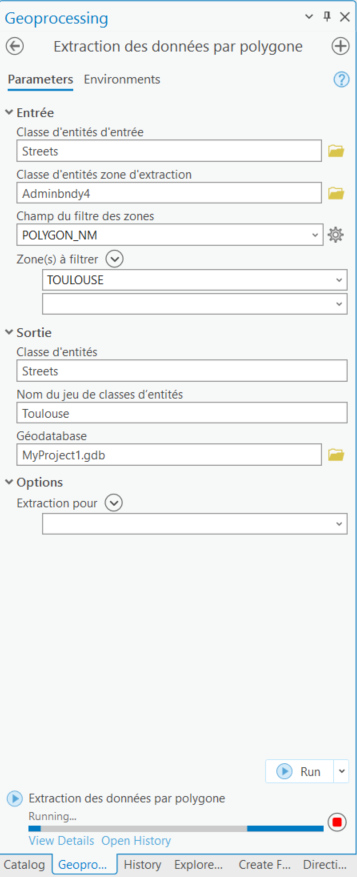 Geoprocessing
Extraction des données par polygone
Parameters Environments
Entrée
Classe d'entités d'entrée
Streets
Classe d'entités zone d'extraction
Adminbndy4
Champ du filtre des zones
POLYGON_NM
Zone(s) à filtrer
TOULOUSE
Sortie
Classe d'entités
Streets
Nom du jeu de classes d'entités
Toulouse
Géodatabase
MyProject1.gdb
Options
Extraction pour
Run
Extraction des données par polygone
Running...
View Details Open History
Catalog Geopro... History Explore... Create F... Directi...